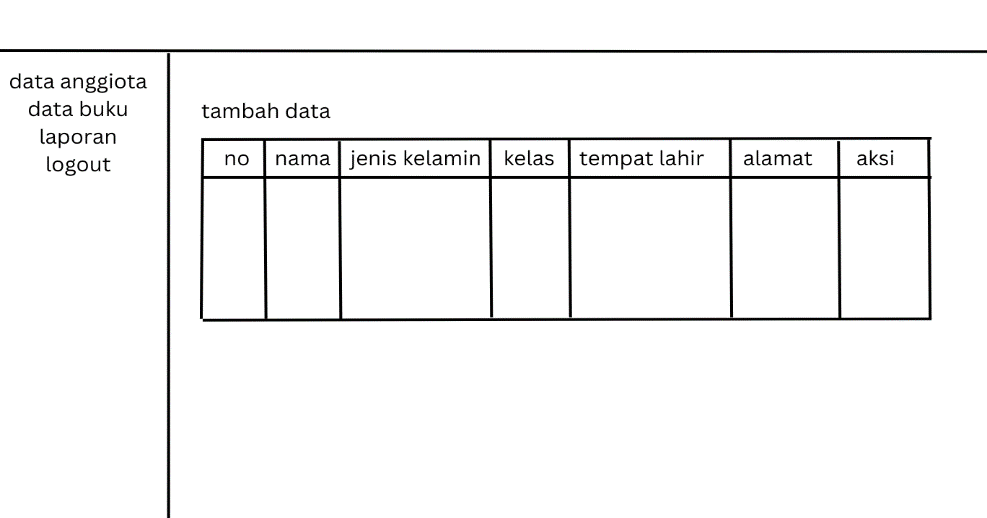 data anggiota
data buku
laporan
logout
tambah data
no nama jenis kelamin kelas tempat lahir alamat aksi